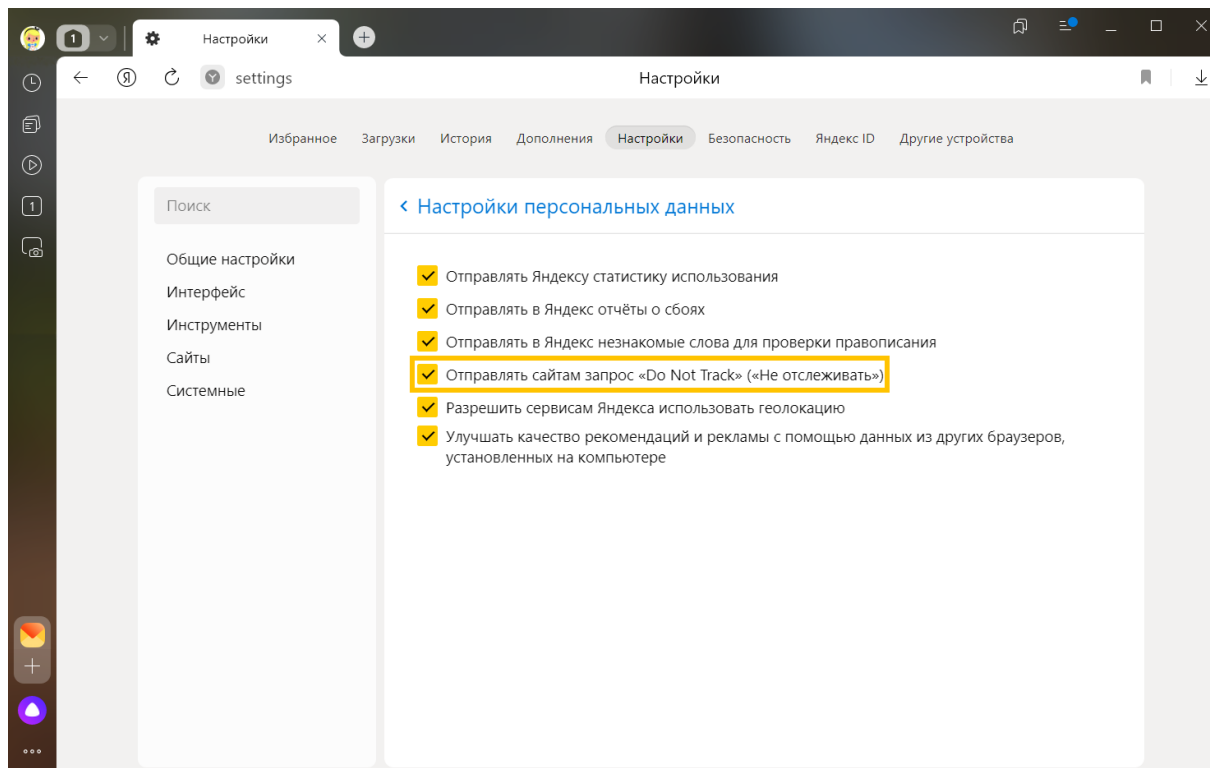 1
Настройки
Я
Y
settings
Настройки
Избранное Загрузки История Дополнения Настройки Безопасность Яндекс ID Другие устройства
1
Поиск
Общие настройки
Интерфейс
Инструменты
Сайты
Системные
Настройки персональных данных
Отправлять Яндексу статистику использования
Отправлять в Яндекс отчёты о сбоях
Отправлять в Яндекс незнакомые слова для проверки правописания
Отправлять сайтам запрос «Do Not Track» («Не отслеживать»)
Разрешить сервисам Яндекса использовать геолокацию
Улучшать качество рекомендаций и рекламы с помощью данных из других браузеров,
установленных на компьютере